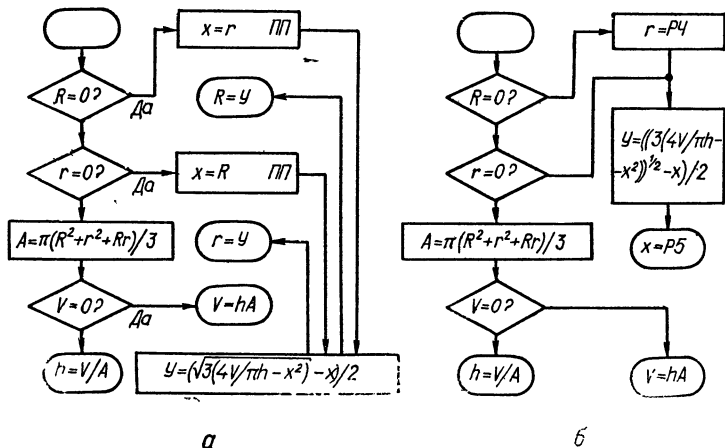 x=r ПП
R=0?
Да
R=У
r=0?
Да
x=R ПП
A=π(R²+r²+Rr)/3
r=У
V=0?
Да
V=hA
h=V/A
У=(√3(4V/πh−x²)−x)/2
а
r=РЧ
R=0?
r=0?
У=((3(4V/πh−
−x²))^½−x)/2
A=π(R²+r²+Rr)/3
x=P5
V=0?
h=V/A
V=hA
б